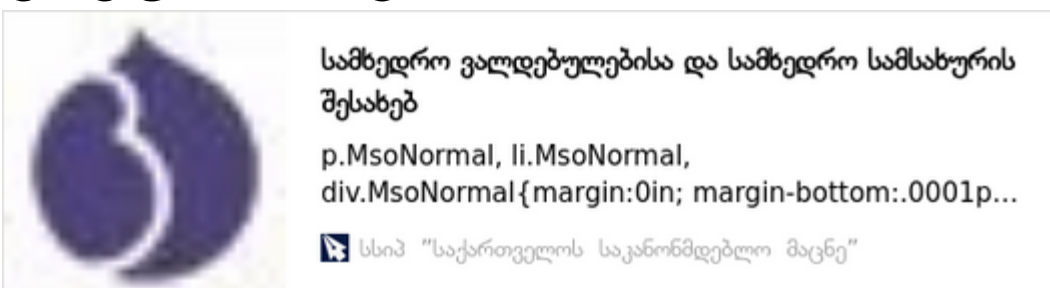 სამხედრო ვალდებულებისა და სამხედრო სამსახურის
შესახებ
p.MsoNormal, li.MsoNormal,
div.MsoNormal{margin:0in; margin-bottom:.0001p...
სსიპ "საქართველოს საკანონმდებლო მაცნე"